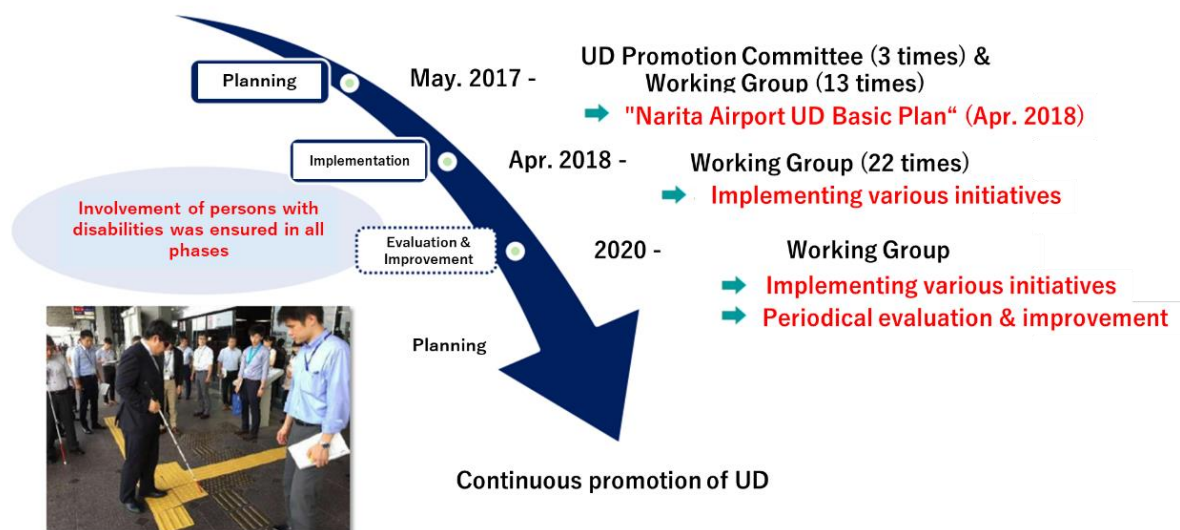 Planning
May. 2017 -
UD Promotion Committee (3 times) &
Working Group (13 times)
"Narita Airport UD Basic Plan“ (Apr. 2018)
Implementation
Apr. 2018 -
Working Group (22 times)
Implementing various initiatives
Involvement of persons with
disabilities was ensured in all
phases
Evaluation &
Improvement
2020 -
Working Group
Implementing various initiatives
Periodical evaluation & improvement
Planning
Continuous promotion of UD